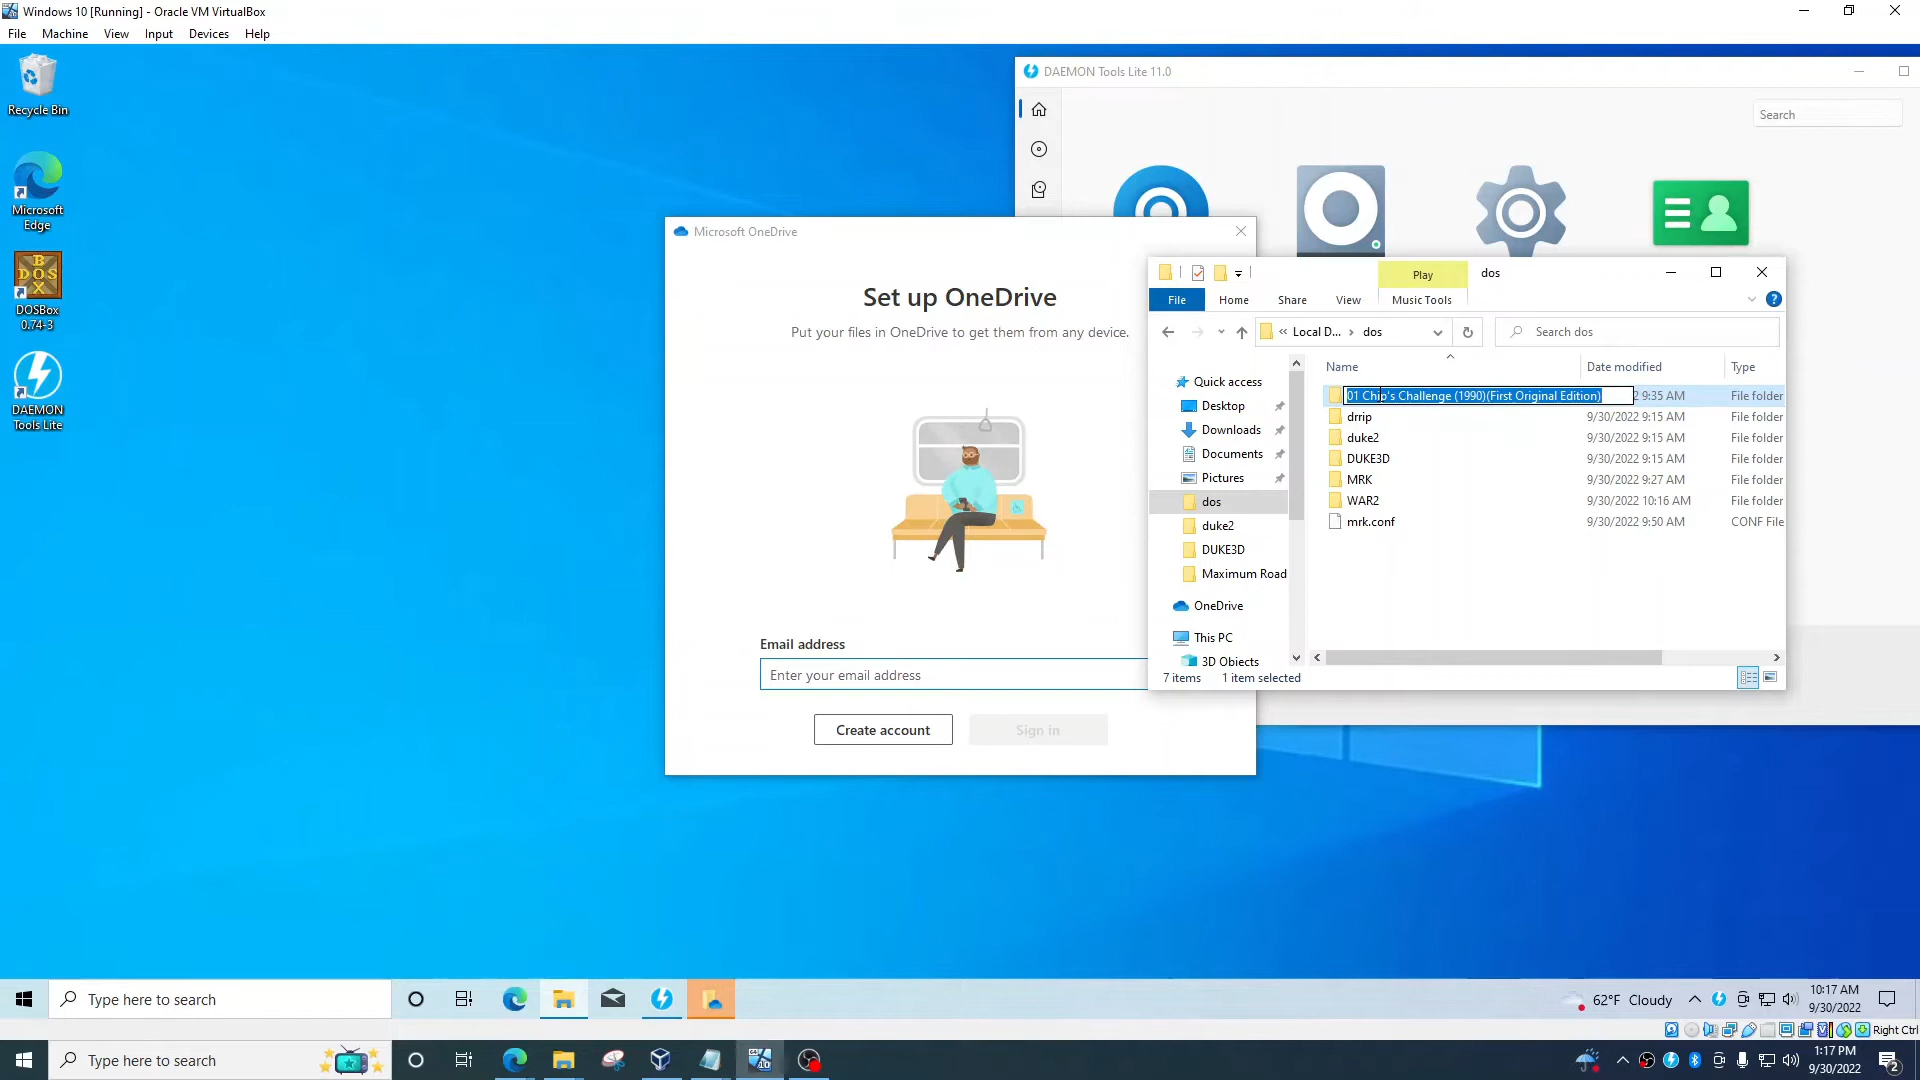 Windows 10 [Running] - Oracle VM VirtualBox
File Machine View Input Devices Help
Recycle Bin
Microsoft
Edge
DOSBox
0.74-3
DAEMON
Tools Lite
DAEMON Tools Lite 11.0
Search
Microsoft OneDrive
Set up OneDrive
Put your files in OneDrive to get them from any device.
Email address
Enter your email address
Create account
Sign in
Play
dos
File Home Share View Music Tools
« Local D... › dos
Search dos
Quick access
Desktop
Downloads
Documents
Pictures
dos
duke2
DUKE3D
Maximum Road
OneDrive
This PC
3D Objects
Name Date modified Type
01 Chip's Challenge (1990)(First Original Edition) 2 9:35 AM File folder
drrip 9/30/2022 9:15 AM File folder
duke2 9/30/2022 9:15 AM File folder
DUKE3D 9/30/2022 9:15 AM File folder
MRK 9/30/2022 9:27 AM File folder
WAR2 9/30/2022 10:16 AM File folder
mrk.conf 9/30/2022 9:50 AM CONF File
7 items 1 item selected
Type here to search
62°F Cloudy
10:17 AM
9/30/2022
Right Ctrl
Type here to search
1:17 PM
9/30/2022
2